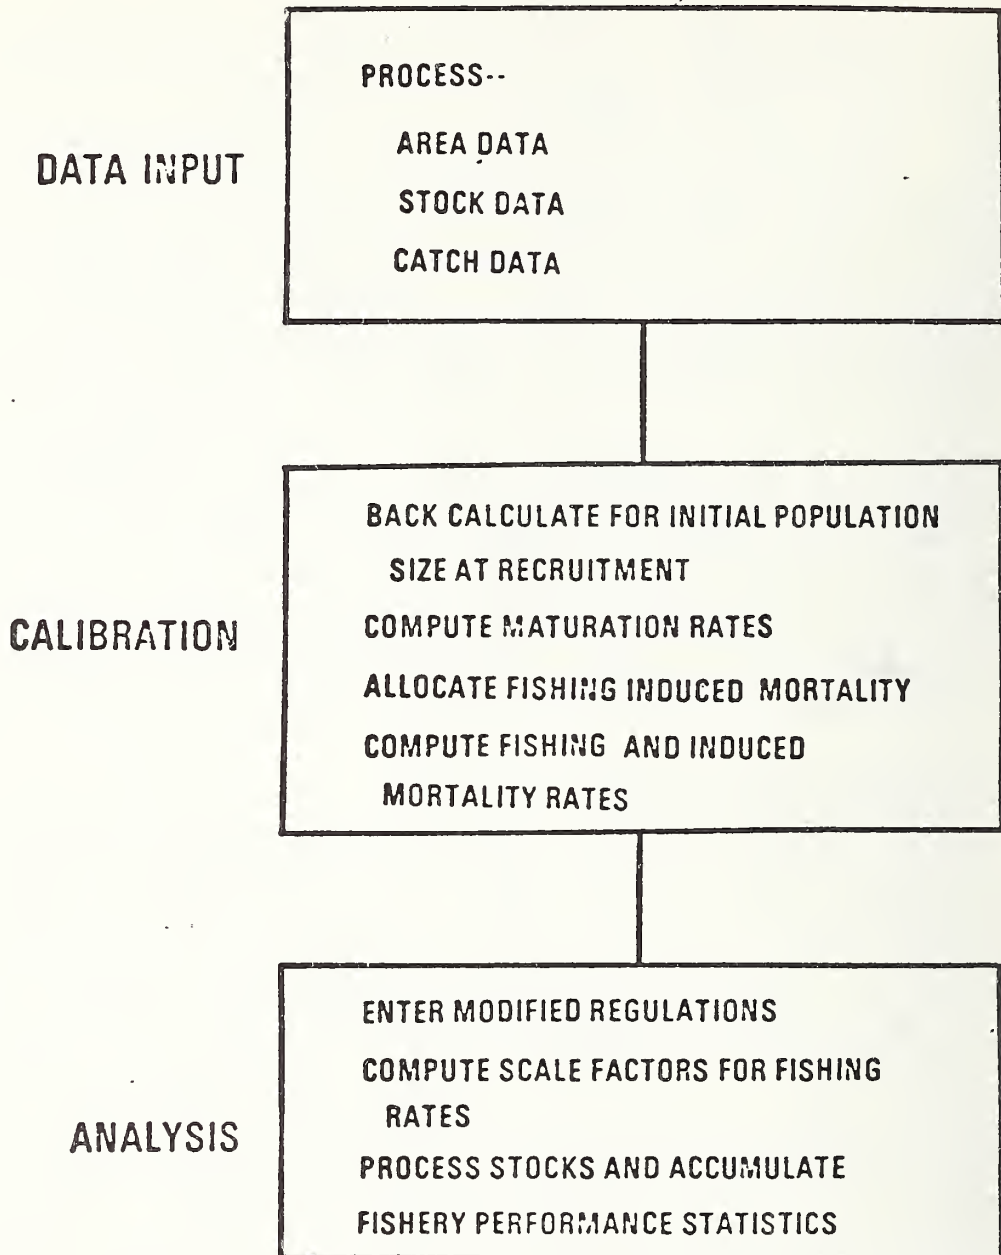 DATA INPUT
PROCESS--
AREA DATA
STOCK DATA
CATCH DATA
CALIBRATION
BACK CALCULATE FOR INITIAL POPULATION
SIZE AT RECRUITMENT
COMPUTE MATURATION RATES
ALLOCATE FISHING INDUCED MORTALITY
COMPUTE FISHING AND INDUCED
MORTALITY RATES
ANALYSIS
ENTER MODIFIED REGULATIONS
COMPUTE SCALE FACTORS FOR FISHING
RATES
PROCESS STOCKS AND ACCUMULATE
FISHERY PERFORMANCE STATISTICS